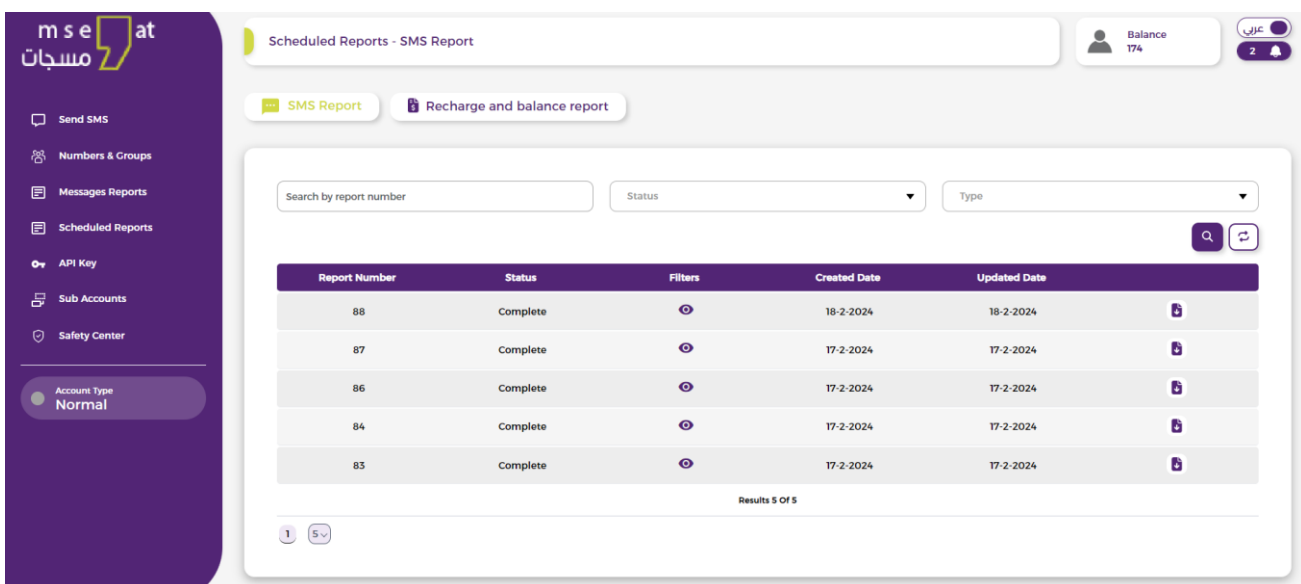 mse at
مسجات
Send SMS
Numbers & Groups
Messages Reports
Scheduled Reports
API Key
Sub Accounts
Safety Center
Account Type
Normal
Scheduled Reports - SMS Report
Balance
174
عربي
2
SMS Report
Recharge and balance report
Search by report number
Status
Type
Report Number Status Filters Created Date Updated Date
88 Complete 18-2-2024 18-2-2024
87 Complete 17-2-2024 17-2-2024
86 Complete 17-2-2024 17-2-2024
84 Complete 17-2-2024 17-2-2024
83 Complete 17-2-2024 17-2-2024
Results 5 Of 5
1 5